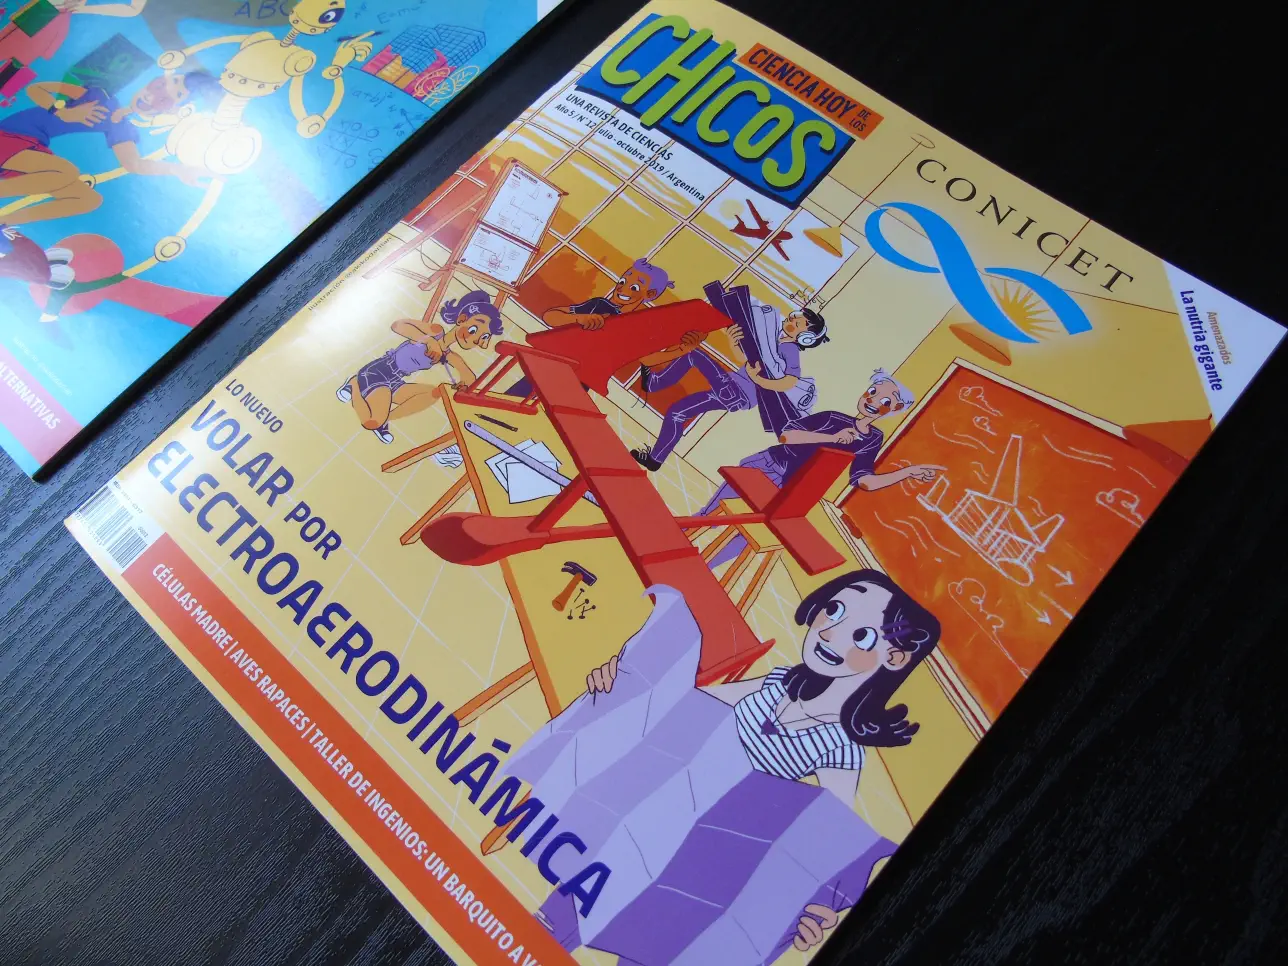 CIENCIA HOY DE LOS
CHICOS
UNA REVISTA DE CIENCIAS
Año 5 / N° 12 julio - octubre 2019 / Argentina
CONICET
Amenazados
La nutria gigante
LO NUEVO
VOLAR POR
ELECTROAERODINÁMICA
CÉLULAS MADRE | AVES RAPACES | TALLER DE INGENIOS: UN BARQUITO A
ABC